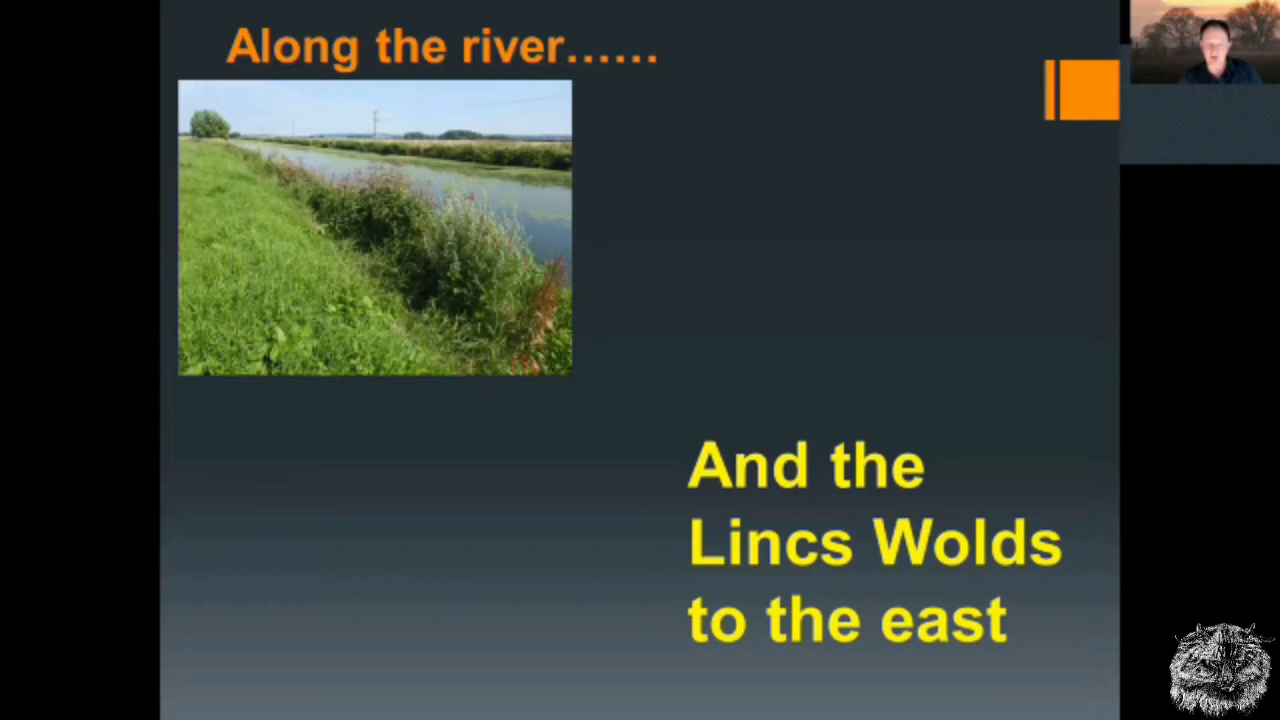 Along the river......
And the
Lincs Wolds
to the east